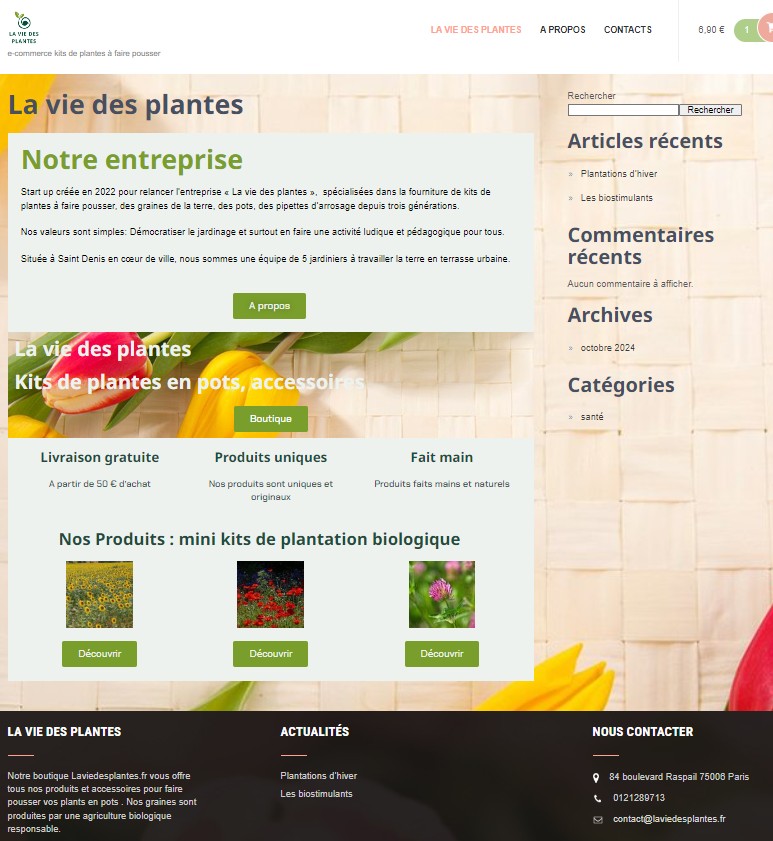 LA VIE DES
PLANTES
e-commerce kits de plantes à faire pousser
LA VIE DES PLANTES
A PROPOS
CONTACTS
6,90 €
1
La vie des plantes
Notre entreprise
Start up créée en 2022 pour relancer l'entreprise « La vie des plantes »,  spécialisées dans la fourniture de kits de
plantes à faire pousser, des graines de la terre, des pots, des pipettes d'arrosage depuis trois générations.
Nos valeurs sont simples: Démocratiser le jardinage et surtout en faire une activité ludique et pédagogique pour tous.
Située à Saint Denis en cœur de ville, nous sommes une équipe de 5 jardiniers à travailler la terre en terrasse urbaine.
A propos
La vie des plantes
Kits de plantes en pots, accessoires
Boutique
Livraison gratuite
A partir de 50 € d'achat
Produits uniques
Nos produits sont uniques et
originaux
Fait main
Produits faits mains et naturels
Nos Produits : mini kits de plantation biologique
Découvrir
Découvrir
Découvrir
Rechercher
Rechercher
Articles récents
» Plantations d'hiver
» Les biostimulants
Commentaires
récents
Aucun commentaire à afficher.
Archives
» octobre 2024
Catégories
» santé
LA VIE DES PLANTES
Notre boutique Laviedesplantes.fr vous offre
tous nos produits et accessoires pour faire
pousser vos plants en pots . Nos graines sont
produites par une agriculture biologique
responsable.
ACTUALITÉS
Plantations d'hiver
Les biostimulants
NOUS CONTACTER
84 boulevard Raspail 75006 Paris
0121289713
contact@laviedesplantes.fr